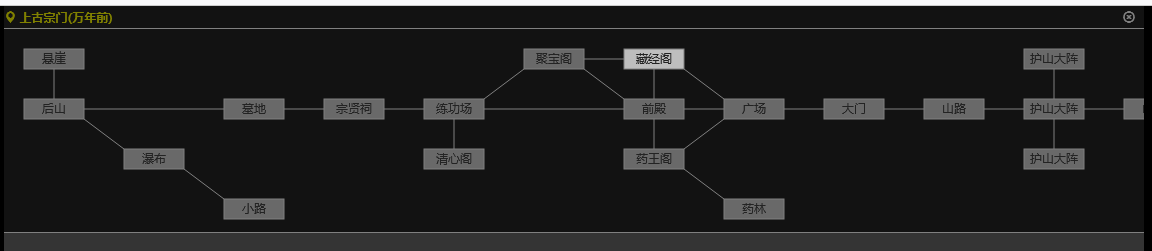 上古宗门(万年前)
悬崖 聚宝阁 藏经阁 护山大阵
后山 墓地 宗贤祠 练功场 前殿 广场 大门 山路 护山大阵
瀑布 清心阁 药王阁 护山大阵
小路 药林